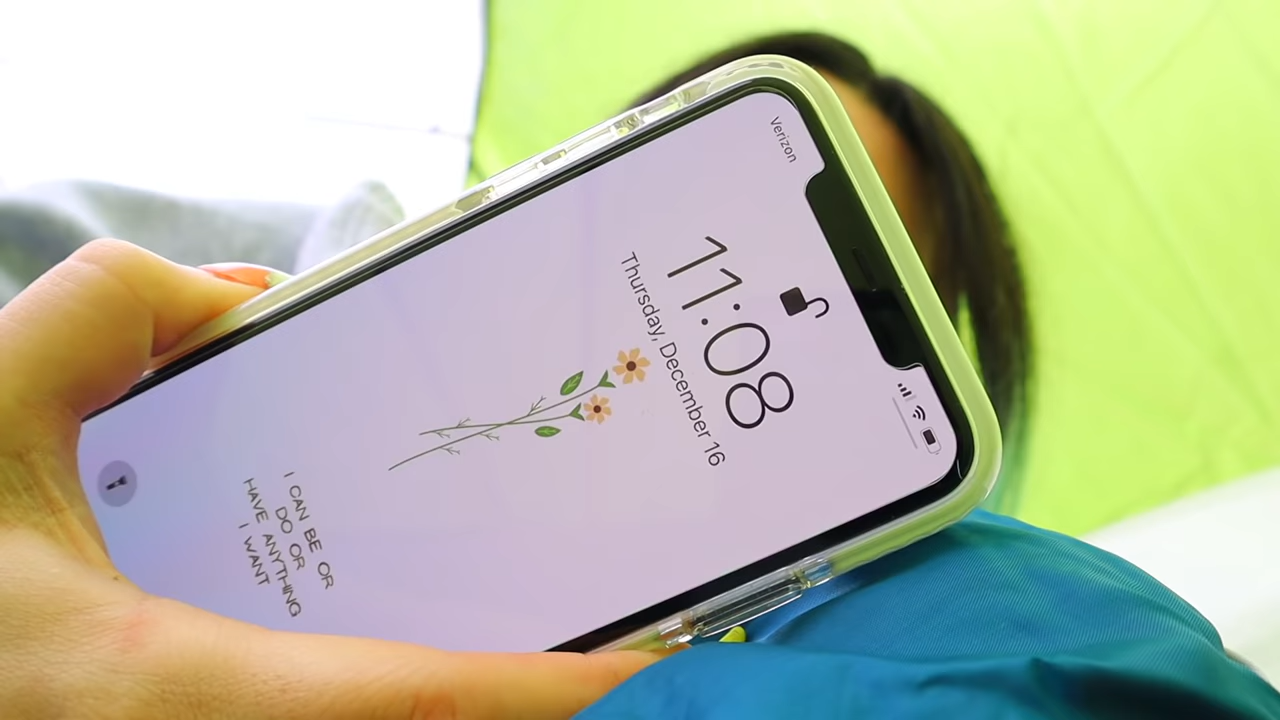 Verizon
11:08
Thursday, December 16
I CAN BE OR
DO OR
HAVE ANYTHING
I WANT